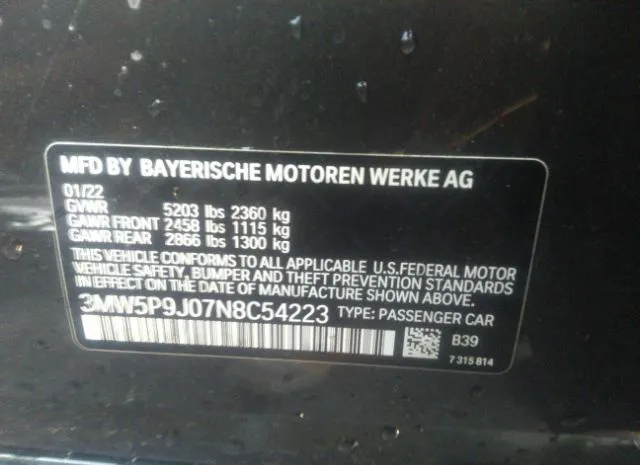 MFD BY BAYERISCHE MOTOREN WERKE AG
01/22
GVWR 5203 lbs 2360 kg
GAWR FRONT 2458 lbs 1115 kg
GAWR REAR 2866 lbs 1300 kg
THIS VEHICLE CONFORMS TO ALL APPLICABLE U.S.FEDERAL MOTOR
VEHICLE SAFETY, BUMPER AND THEFT PREVENTION STANDARDS
IN EFFECT ON THE DATE OF MANUFACTURE SHOWN ABOVE.
3MW5P9J07N8C54223 TYPE: PASSENGER CAR
B39
7 315 814